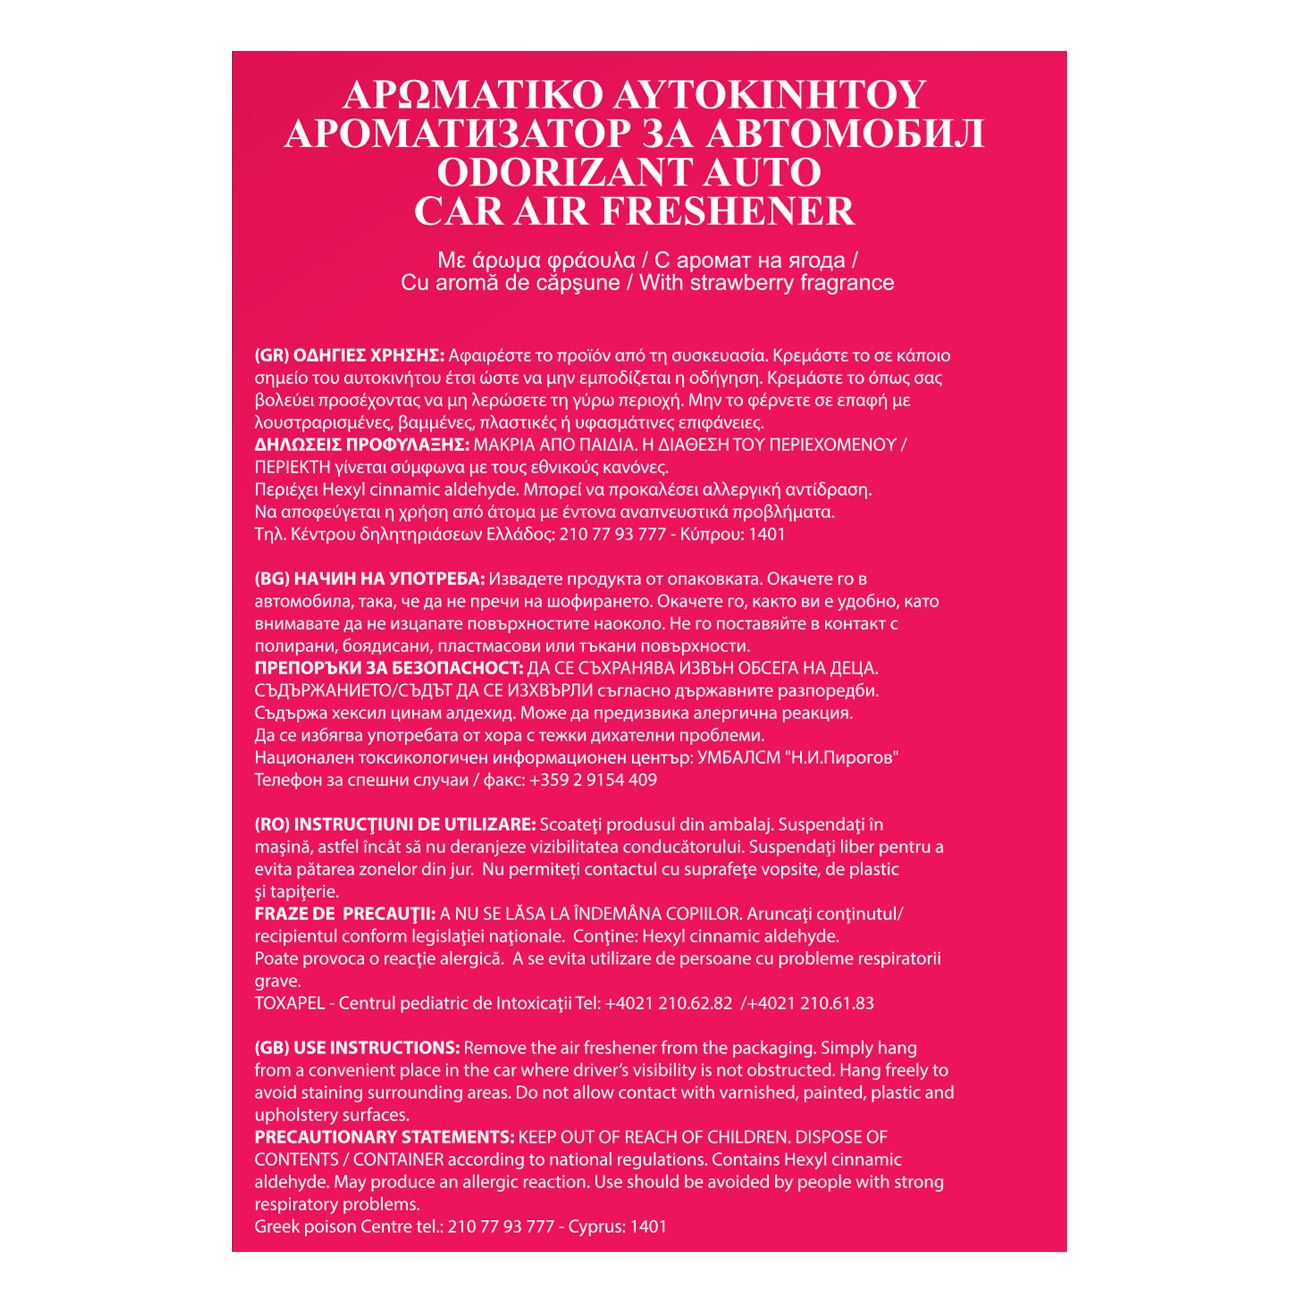 ΑΡΩΜΑΤΙΚΟ ΑΥΤΟΚΙΝΗΤΟΥ
АРОМАТИЗАТОР ЗА АВТОМОБИЛ
ODORIZANT AUTO
CAR AIR FRESHENER
Με άρωμα φράουλα / С аромат на ягода /
Cu aromă de căpşune / With strawberry fragrance
(GR) ΟΔΗΓΙΕΣ ΧΡΗΣΗΣ: Αφαιρέστε το προϊόν από τη συσκευασία. Κρεμάστε το σε κάποιο
σημείο του αυτοκινήτου έτσι ώστε να μην εμποδίζεται η οδήγηση. Κρεμάστε το όπως σας
βολεύει προσέχοντας να μη λερώσετε τη γύρω περιοχή. Μην το φέρνετε σε επαφή με
λουστραρισμένες, βαμμένες, πλαστικές ή υφασμάτινες επιφάνειες.
ΔΗΛΩΣΕΙΣ ΠΡΟΦΥΛΑΞΗΣ: ΜΑΚΡΙΑ ΑΠΟ ΠΑΙΔΙΑ. Η ΔΙΑΘΕΣΗ ΤΟΥ ΠΕΡΙΕΧΟΜΕΝΟΥ /
ΠΕΡΙΕΚΤΗ γίνεται σύμφωνα με τους εθνικούς κανόνες.
Περιέχει Hexyl cinnamic aldehyde. Μπορεί να προκαλέσει αλλεργική αντίδραση.
Να αποφεύγεται η χρήση από άτομα με έντονα αναπνευστικά προβλήματα.
Τηλ. Κέντρου δηλητηριάσεων Ελλάδος: 210 77 93 777 - Κύπρου: 1401
(BG) НАЧИН НА УПОТРЕБА: Извадете продукта от опаковката. Окачете го в
автомобила, така, че да не пречи на шофирането. Окачете го, както ви е удобно, като
внимавате да не изцапате повърхностите наоколо. Не го поставяйте в контакт с
полирани, боядисани, пластмасови или тъкани повърхности.
ПРЕПОРЪКИ ЗА БЕЗОПАСНОСТ: ДА СЕ СЪХРАНЯВА ИЗВЪН ОБСЕГА НА ДЕЦА.
СЪДЪРЖАНИЕТО/СЪДЪТ ДА СЕ ИЗХВЪРЛИ съгласно държавните разпоредби.
Съдържа хексил цинам алдехид. Може да предизвика алергична реакция.
Да се избягва употребата от хора с тежки дихателни проблеми.
Национален токсикологичен информационен център: УМБАЛСМ "Н.И.Пирогов"
Телефон за спешни случаи / факс: +359 2 9154 409
(RO) INSTRUCŢIUNI DE UTILIZARE: Scoateţi produsul din ambalaj. Suspendaţi în
maşină, astfel încât să nu deranjeze vizibilitatea conducătorului. Suspendaţi liber pentru a
evita pătarea zonelor din jur.  Nu permiteţi contactul cu suprafeţe vopsite, de plastic
şi tapiţerie.
FRAZE DE  PRECAUŢII: A NU SE LĂSA LA ÎNDEMÂNA COPIILOR. Aruncaţi conţinutul/
recipientul conform legislaţiei naţionale.  Conţine: Hexyl cinnamic aldehyde.
Poate provoca o reacţie alergică.  A se evita utilizare de persoane cu probleme respiratorii
grave.
TOXAPEL - Centrul pediatric de Intoxicaţii Tel: +4021 210.62.82  /+4021 210.61.83
(GB) USE INSTRUCTIONS: Remove the air freshener from the packaging. Simply hang
from a convenient place in the car where driver’s visibility is not obstructed. Hang freely to
avoid staining surrounding areas. Do not allow contact with varnished, painted, plastic and
upholstery surfaces.
PRECAUTIONARY STATEMENTS: KEEP OUT OF REACH OF CHILDREN. DISPOSE OF
CONTENTS / CONTAINER according to national regulations. Contains Hexyl cinnamic
aldehyde. May produce an allergic reaction. Use should be avoided by people with strong
respiratory problems.
Greek poison Centre tel.: 210 77 93 777 - Cyprus: 1401